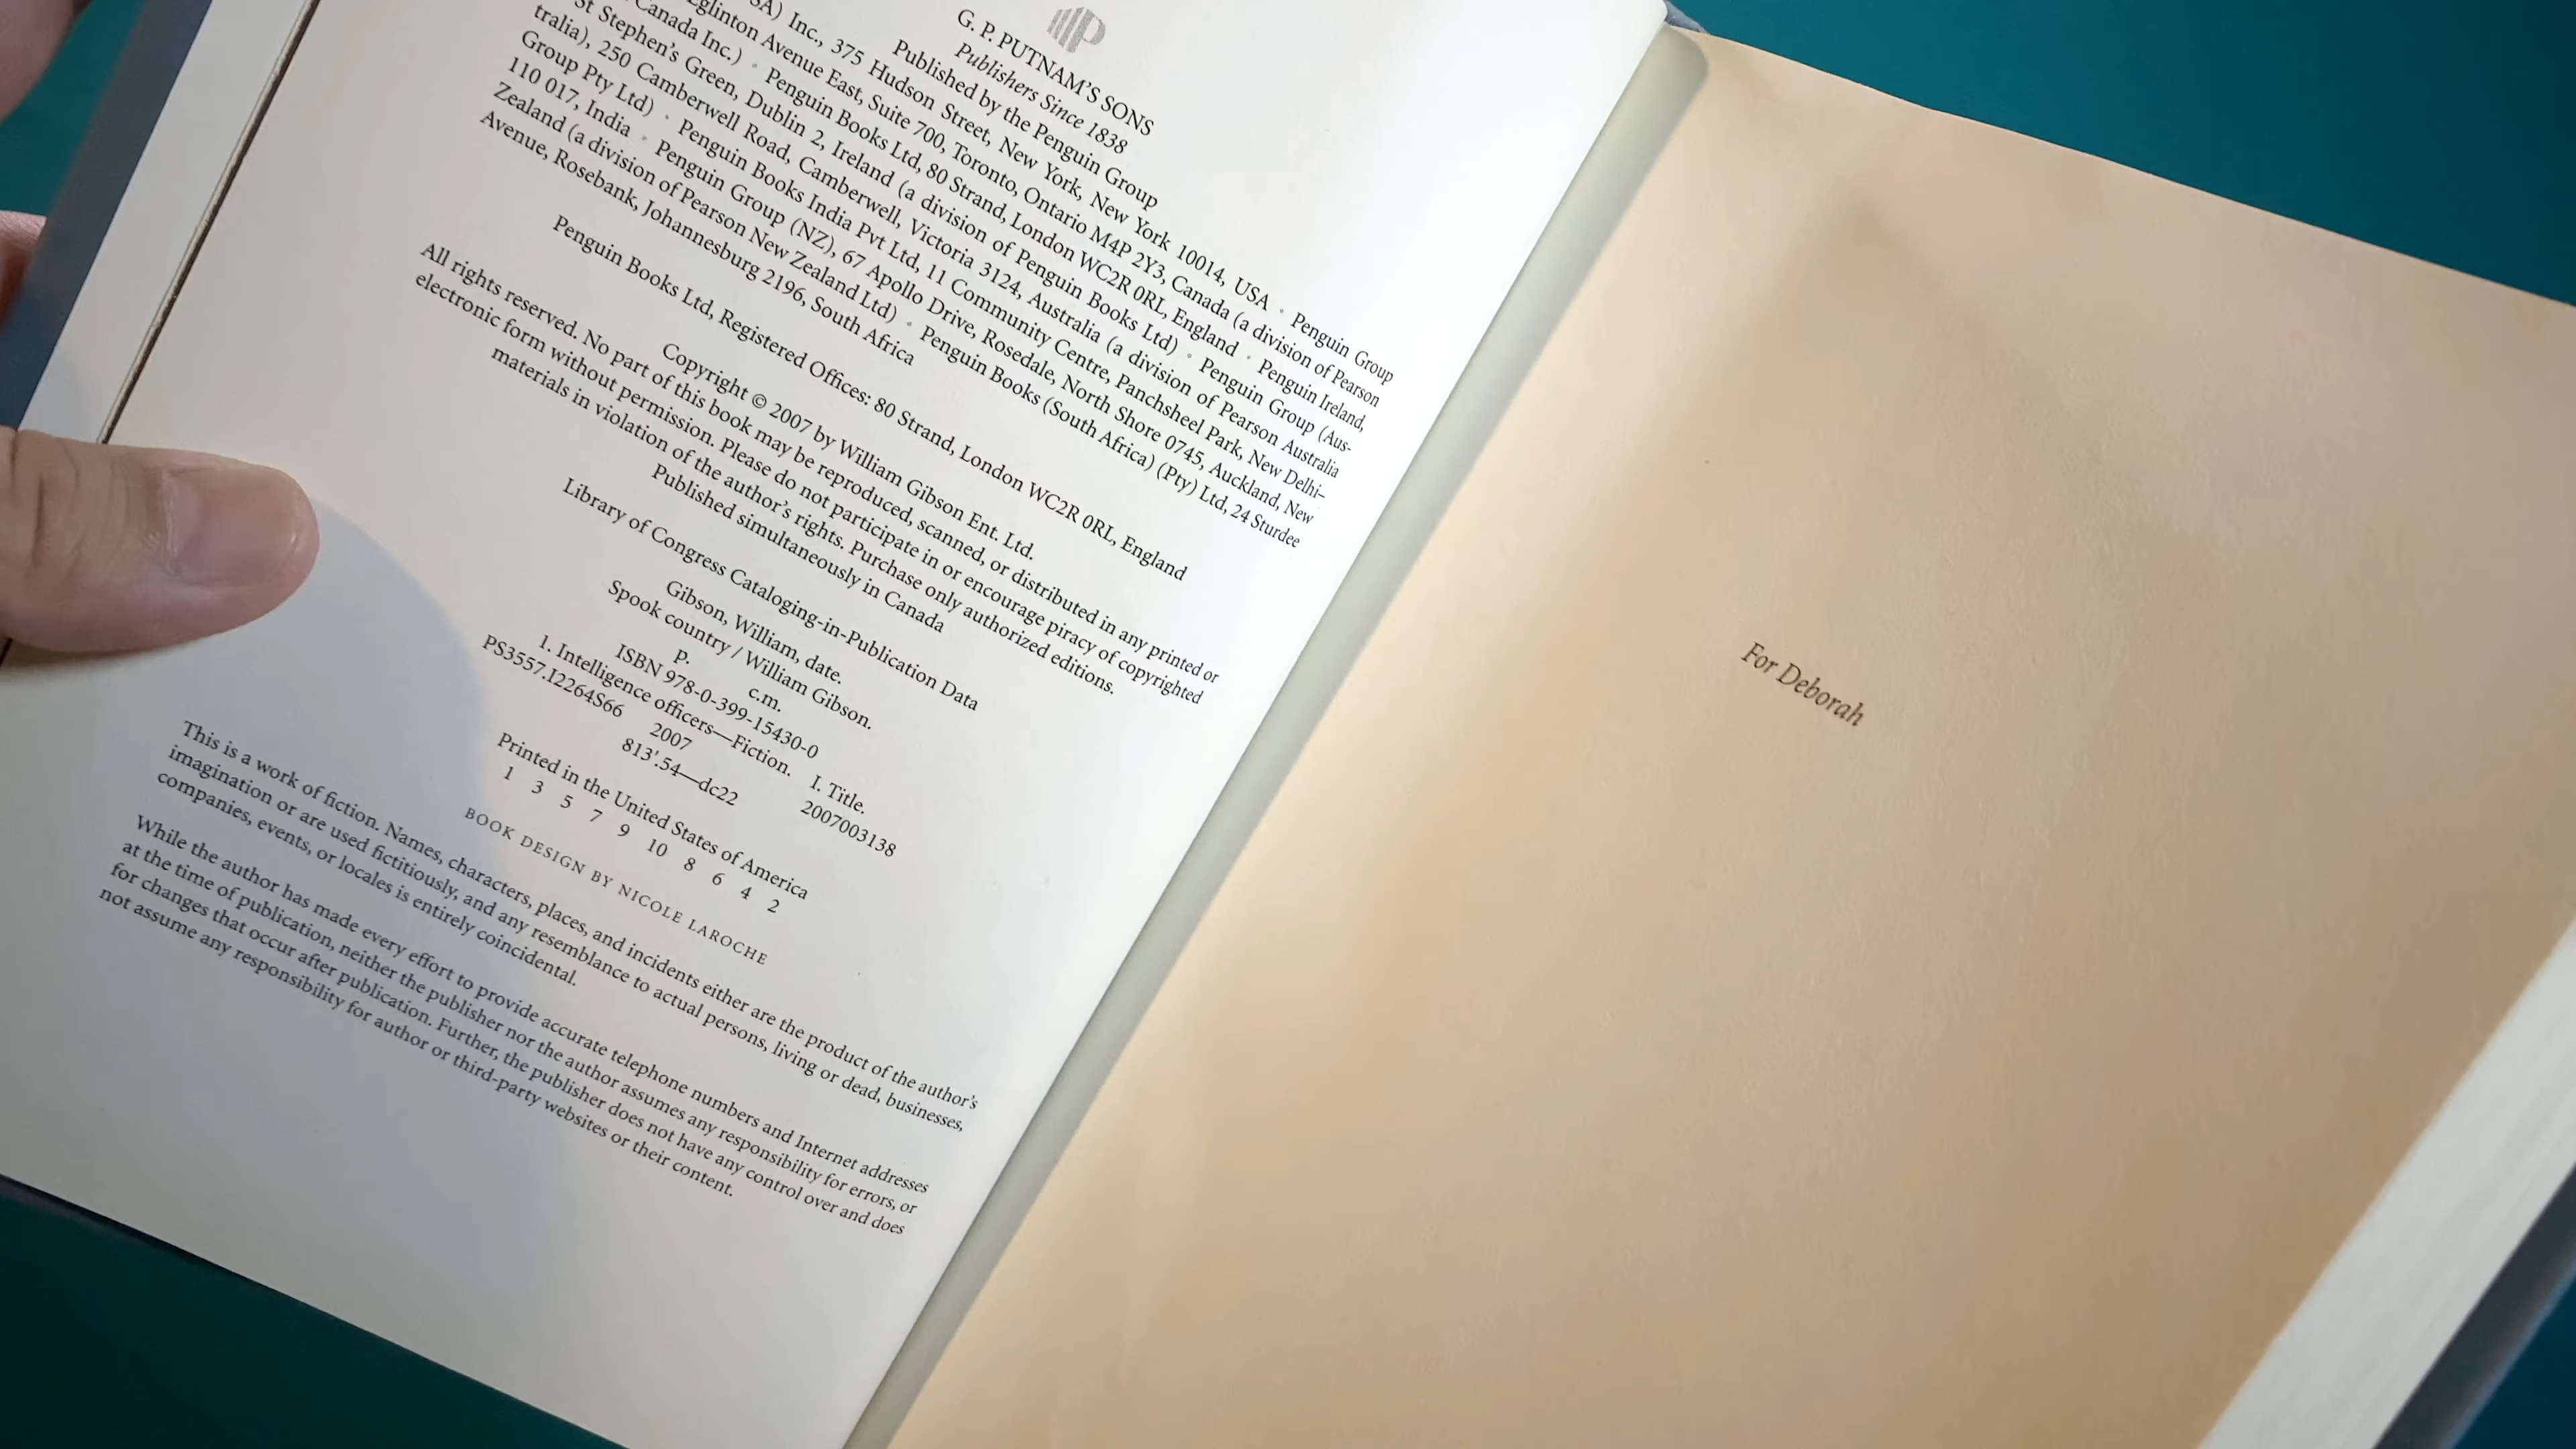 G. P. PUTNAM'S SONS
Publishers Since 1838
Published by the Penguin Group
Inc., 375 Hudson Street, New York, New York 10014, USA • Penguin Group
Canada Inc.) Eglinton Avenue East, Suite 700, Toronto, Ontario M4P 2Y3, Canada (a division of Pearson
• Penguin Books Ltd, 80 Strand, London WC2R 0RL, England • Penguin Ireland,
St Stephen's Green, Dublin 2, Ireland (a division of Penguin Books Ltd) • Penguin Group (Aus-
tralia), 250 Camberwell Road, Camberwell, Victoria 3124, Australia (a division of Pearson Australia
Group Pty Ltd) • Penguin Books India Pvt Ltd, 11 Community Centre, Panchsheel Park, New Delhi–
110 017, India • Penguin Group (NZ), 67 Apollo Drive, Rosedale, North Shore 0745, Auckland, New
Zealand (a division of Pearson New Zealand Ltd) • Penguin Books (South Africa) (Pty) Ltd, 24 Sturdee
Avenue, Rosebank, Johannesburg 2196, South Africa
Penguin Books Ltd, Registered Offices: 80 Strand, London WC2R 0RL, England
Copyright © 2007 by William Gibson Ent. Ltd.
All rights reserved. No part of this book may be reproduced, scanned, or distributed in any printed or
electronic form without permission. Please do not participate in or encourage piracy of copyrighted
materials in violation of the author's rights. Purchase only authorized editions.
Published simultaneously in Canada
Library of Congress Cataloging-in-Publication Data
Gibson, William, date.
Spook country / William Gibson.
p. c.m.
ISBN 978-0-399-15430-0
1. Intelligence officers—Fiction. I. Title.
PS3557.I2264S66 2007 2007003138
813'.54—dc22
Printed in the United States of America
1 3 5 7 9 10 8 6 4 2
BOOK DESIGN BY NICOLE LAROCHE
This is a work of fiction. Names, characters, places, and incidents either are the product of the author's
imagination or are used fictitiously, and any resemblance to actual persons, living or dead, businesses,
companies, events, or locales is entirely coincidental.
While the author has made every effort to provide accurate telephone numbers and Internet addresses
at the time of publication, neither the publisher nor the author assumes any responsibility for errors, or
for changes that occur after publication. Further, the publisher does not have any control over and does
not assume any responsibility for author or third-party websites or their content.
For Deborah